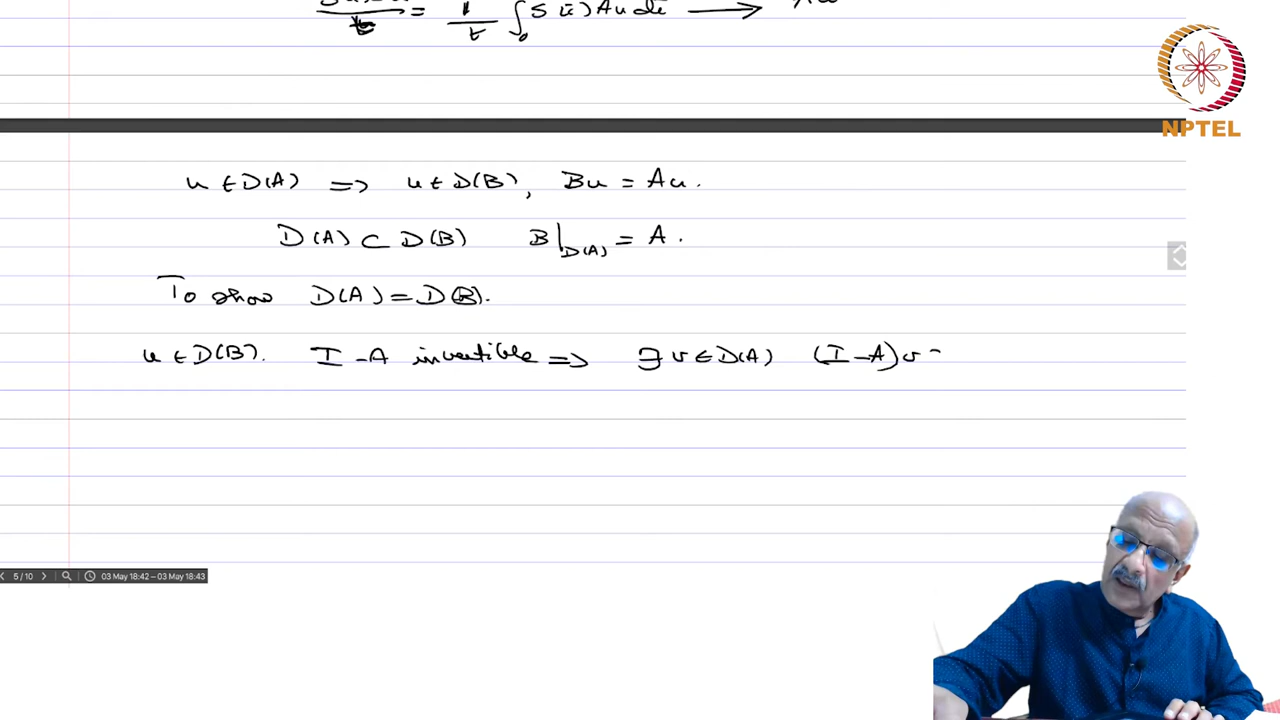 = 1/t ∫₀ S(τ)Au dτ ⟶
NPTEL
u ∈ D(A) ⟹ u ∈ D(B), Bu = Au.
D(A) ⊂ D(B) B|_D(A) = A.
To show D(A) = D(B).
u ∈ D(B). I - A invertible ⟹ ∃ v ∈ D(A) (I - A)v =
5 / 10 03 May 18:42 – 03 May 18:43